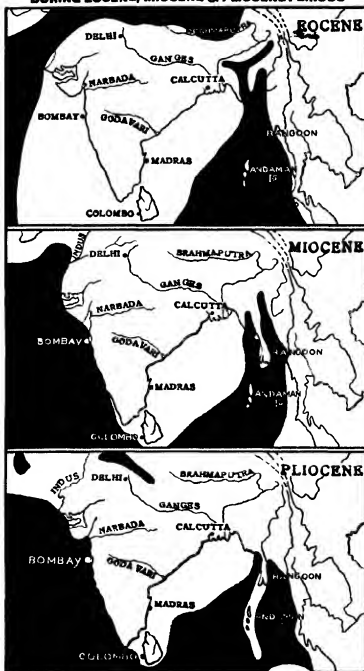 DURING EOCENE, MIOCENE & PLIOCENE PERIODS
EOCENE
DELHI
BRAHMAPUTRA
GANGES
NARBADA
CALCUTTA
BOMBAY
GODAVARI
RANGOON
MADRAS
ANDAMAN
IS
COLOMBO
MIOCENE
INDUS
DELHI
BRAHMAPUTRA
GANGES
NARBADA
CALCUTTA
BOMBAY
GODAVARI
RANGOON
MADRAS
ANDAMAN
IS
COLOMBO
PLIOCENE
INDUS
DELHI
BRAHMAPUTRA
GANGES
NARBADA
CALCUTTA
BOMBAY
GODAVARI
RANGOON
MADRAS
COLOMBO